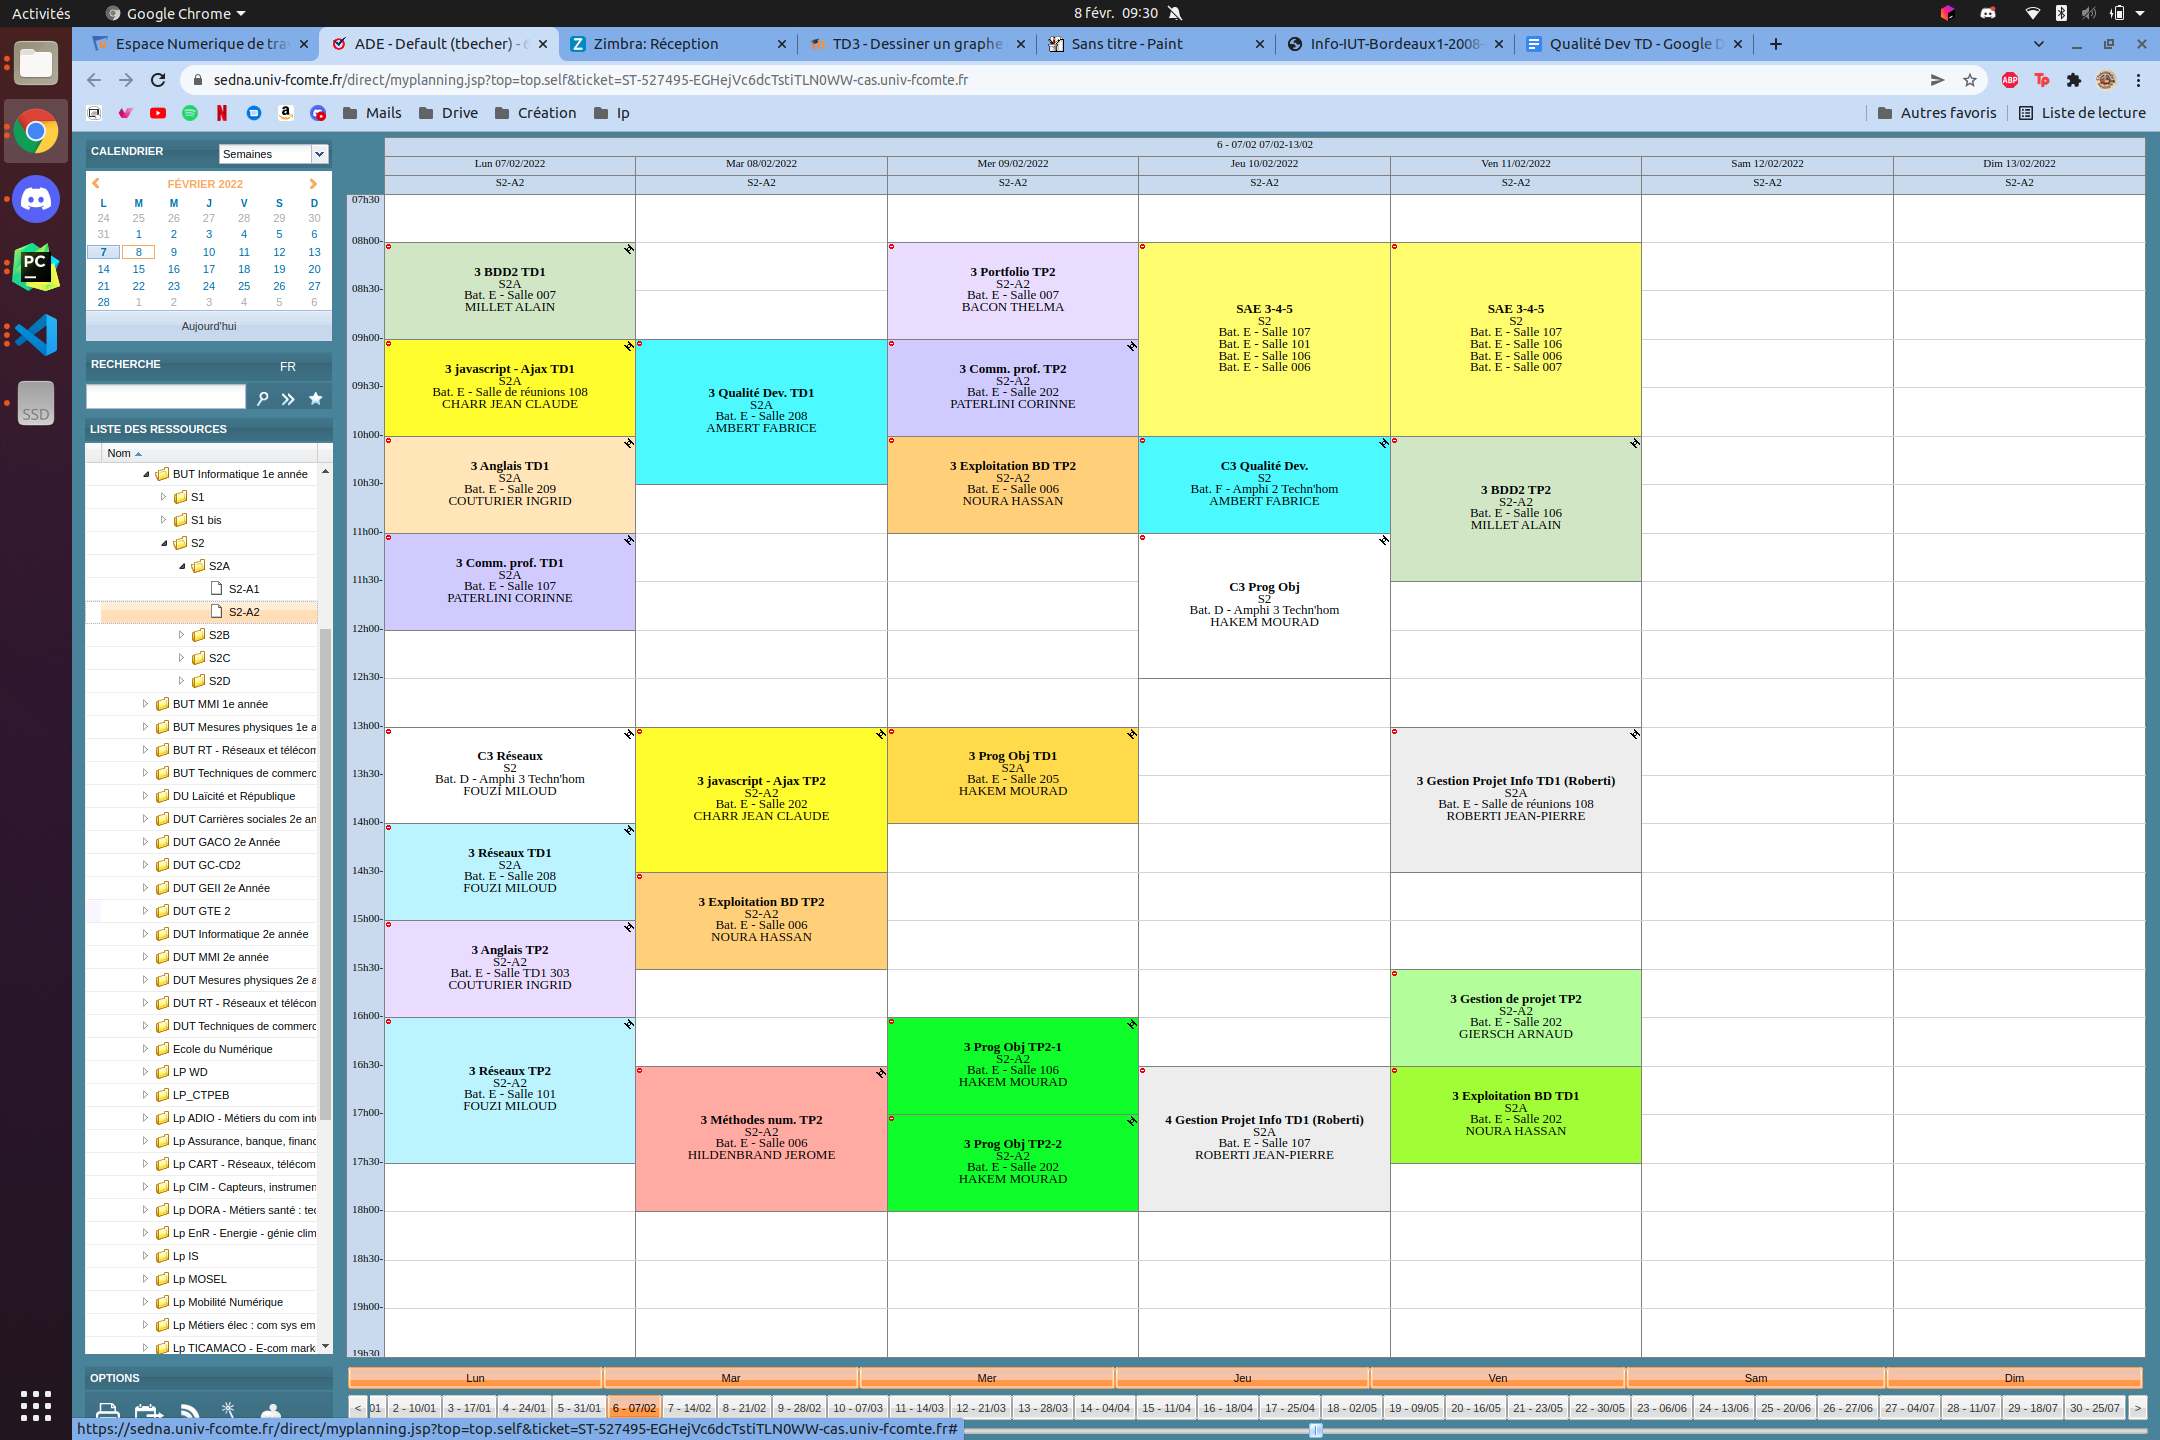 Activités
Google Chrome
8 févr. 09:30
Espace Numerique de tra
ADE - Default (tbecher) - 6
Zimbra: Réception
TD3 - Dessiner un graphe
Sans titre - Paint
Info-IUT-Bordeaux1-2008-
Qualité Dev TD - Google D
sedna.univ-fcomte.fr/direct/myplanning.jsp?top=top.self&ticket=ST-527495-EGHejVc6dcTstiTLN0WW-cas.univ-fcomte.fr
Mails
Drive
Création
Ip
Autres favoris
Liste de lecture
CALENDRIER
Semaines
FÉVRIER 2022
L M M J V S D
24 25 26 27 28 29 30
31 1 2 3 4 5 6
7 8 9 10 11 12 13
14 15 16 17 18 19 20
21 22 23 24 25 26 27
28 1 2 3 4 5 6
Aujourd'hui
RECHERCHE
FR
LISTE DES RESSOURCES
Nom
BUT Informatique 1e année
S1
S1 bis
S2
S2A
S2-A1
S2-A2
S2B
S2C
S2D
BUT MMI 1e année
BUT Mesures physiques 1e a
BUT RT - Réseaux et télécom
BUT Techniques de commerc
DU Laïcité et République
DUT Carrières sociales 2e an
DUT GACO 2e Année
DUT GC-CD2
DUT GEII 2e Année
DUT GTE 2
DUT Informatique 2e année
DUT MMI 2e année
DUT Mesures physiques 2e a
DUT RT - Réseaux et télécom
DUT Techniques de commerc
Ecole du Numérique
LP WD
LP_CTPEB
Lp ADIO - Métiers du com inte
Lp Assurance, banque, financ
Lp CART - Réseaux, télécom
Lp CIM - Capteurs, instrumen
Lp DORA - Métiers santé : tec
Lp EnR - Energie - génie clim
Lp IS
Lp MOSEL
Lp Mobilité Numérique
Lp Métiers élec : com sys em
Lp TICAMACO - E-com mark
OPTIONS
6 - 07/02 07/02-13/02
Lun 07/02/2022
Mar 08/02/2022
Mer 09/02/2022
Jeu 10/02/2022
Ven 11/02/2022
Sam 12/02/2022
Dim 13/02/2022
S2-A2
S2-A2
S2-A2
S2-A2
S2-A2
S2-A2
S2-A2
07h30
08h00-
08h30-
09h00-
09h30-
10h00-
10h30-
11h00-
11h30-
12h00-
12h30-
13h00-
13h30-
14h00-
14h30-
15h00-
15h30-
16h00-
16h30-
17h00-
17h30-
18h00-
18h30-
19h00-
19h30
3 BDD2 TD1
S2A
Bat. E - Salle 007
MILLET ALAIN
3 javascript - Ajax TD1
S2A
Bat. E - Salle de réunions 108
CHARR JEAN CLAUDE
3 Anglais TD1
S2A
Bat. E - Salle 209
COUTURIER INGRID
3 Comm. prof. TD1
S2A
Bat. E - Salle 107
PATERLINI CORINNE
C3 Réseaux
S2
Bat. D - Amphi 3 Techn'hom
FOUZI MILOUD
3 Réseaux TD1
S2A
Bat. E - Salle 208
FOUZI MILOUD
3 Anglais TP2
S2-A2
Bat. E - Salle TD1 303
COUTURIER INGRID
3 Réseaux TP2
S2-A2
Bat. E - Salle 101
FOUZI MILOUD
3 Qualité Dev. TD1
S2A
Bat. E - Salle 208
AMBERT FABRICE
3 javascript - Ajax TP2
S2-A2
Bat. E - Salle 202
CHARR JEAN CLAUDE
3 Exploitation BD TP2
S2-A2
Bat. E - Salle 006
NOURA HASSAN
3 Méthodes num. TP2
S2-A2
Bat. E - Salle 006
HILDENBRAND JEROME
3 Portfolio TP2
S2-A2
Bat. E - Salle 007
BACON THELMA
3 Comm. prof. TP2
S2-A2
Bat. E - Salle 202
PATERLINI CORINNE
3 Exploitation BD TP2
S2-A2
Bat. E - Salle 006
NOURA HASSAN
3 Prog Obj TD1
S2A
Bat. E - Salle 205
HAKEM MOURAD
3 Prog Obj TP2-1
S2-A2
Bat. E - Salle 106
HAKEM MOURAD
3 Prog Obj TP2-2
S2-A2
Bat. E - Salle 202
HAKEM MOURAD
SAE 3-4-5
S2
Bat. E - Salle 107
Bat. E - Salle 101
Bat. E - Salle 106
Bat. E - Salle 006
C3 Qualité Dev.
S2
Bat. F - Amphi 2 Techn'hom
AMBERT FABRICE
C3 Prog Obj
S2
Bat. D - Amphi 3 Techn'hom
HAKEM MOURAD
4 Gestion Projet Info TD1 (Roberti)
S2A
Bat. E - Salle 107
ROBERTI JEAN-PIERRE
SAE 3-4-5
S2
Bat. E - Salle 107
Bat. E - Salle 106
Bat. E - Salle 006
Bat. E - Salle 007
3 BDD2 TP2
S2-A2
Bat. E - Salle 106
MILLET ALAIN
3 Gestion Projet Info TD1 (Roberti)
S2A
Bat. E - Salle de réunions 108
ROBERTI JEAN-PIERRE
3 Gestion de projet TP2
S2-A2
Bat. E - Salle 202
GIERSCH ARNAUD
3 Exploitation BD TD1
S2A
Bat. E - Salle 202
NOURA HASSAN
Lun Mar Mer Jeu Ven Sam Dim
< 01 2 - 10/01 3 - 17/01 4 - 24/01 5 - 31/01 6 - 07/02 7 - 14/02 8 - 21/02 9 - 28/02 10 - 07/03 11 - 14/03 12 - 21/03 13 - 28/03 14 - 04/04 15 - 11/04 16 - 18/04 17 - 25/04 18 - 02/05 19 - 09/05 20 - 16/05 21 - 23/05 22 - 30/05 23 - 06/06 24 - 13/06 25 - 20/06 26 - 27/06 27 - 04/07 28 - 11/07 29 - 18/07 30 - 25/07 >
https://sedna.univ-fcomte.fr/direct/myplanning.jsp?top=top.self&ticket=ST-527495-EGHejVc6dcTstiTLN0WW-cas.univ-fcomte.fr#
PC
SSD
ABP
Tp